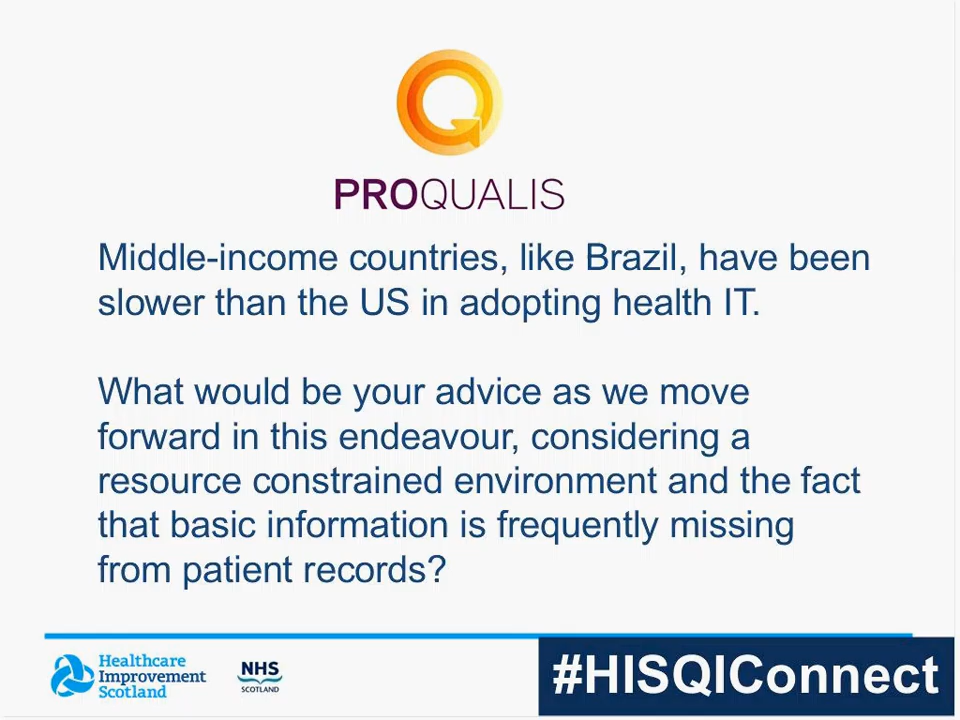 PROQUALIS
Middle-income countries, like Brazil, have been
slower than the US in adopting health IT.
What would be your advice as we move
forward in this endeavour, considering a
resource constrained environment and the fact
that basic information is frequently missing
from patient records?
Healthcare
Improvement
Scotland
NHS
SCOTLAND
#HISQIConnect